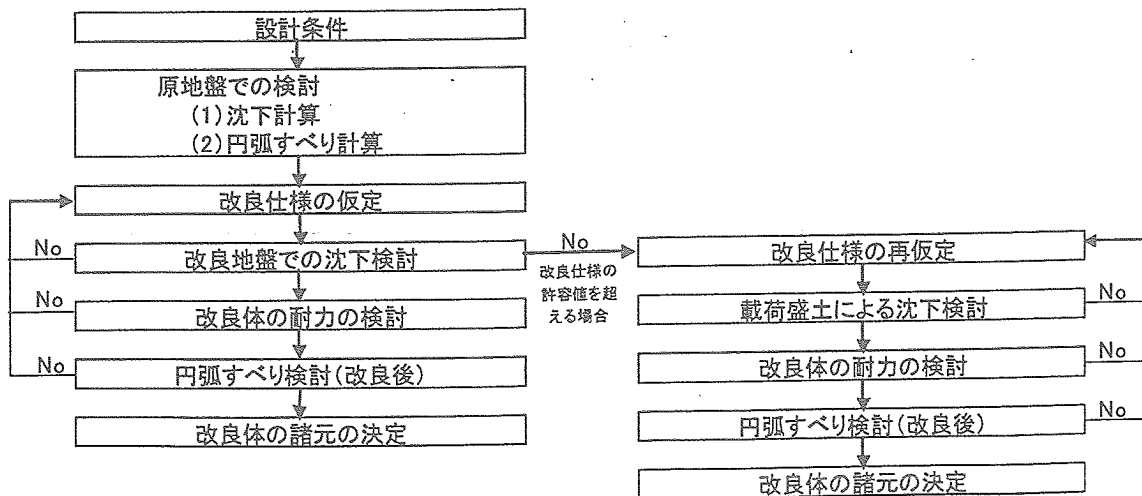 設計条件
原地盤での検討
(1)沈下計算
(2)円弧すべり計算
改良仕様の仮定
No
改良地盤での沈下検討
No
改良体の耐力の検討
No
円弧すべり検討(改良後)
改良体の諸元の決定
No
改良仕様の
許容値を超
える場合
改良仕様の再仮定
載荷盛土による沈下検討
No
改良体の耐力の検討
No
円弧すべり検討(改良後)
No
改良体の諸元の決定